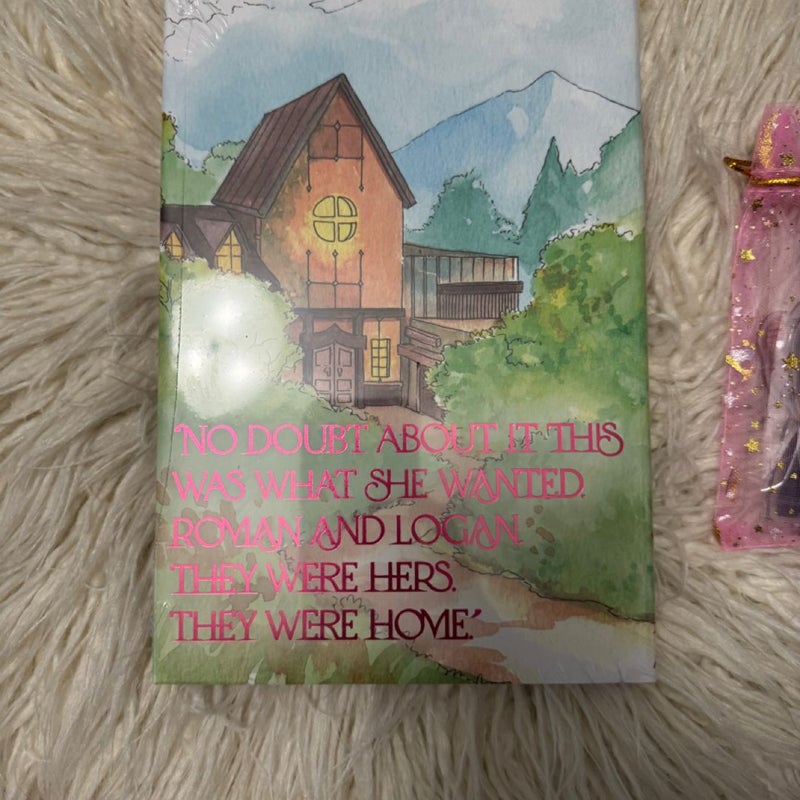 'NO DOUBT ABOUT IT THIS
WAS WHAT SHE WANTED.
ROMAN AND LOGAN.
THEY WERE HERS.
THEY WERE HOME.'